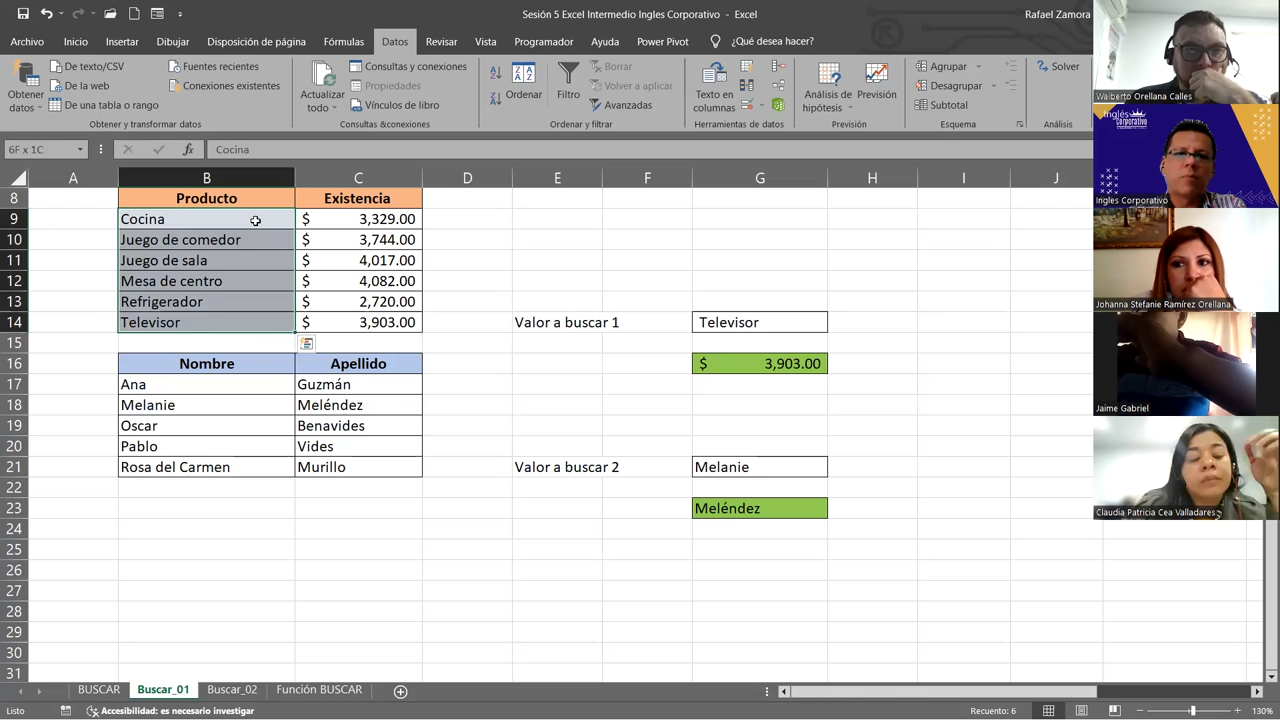 Sesión 5 Excel Intermedio Ingles Corporativo - Excel
Rafael Zamora
Archivo Inicio Insertar Dibujar Disposición de página Fórmulas Datos Revisar Vista Programador Ayuda Power Pivot ¿Qué desea hacer?
Obtener datos
De texto/CSV
De la web
De una tabla o rango
Fuentes recientes
Conexiones existentes
Obtener y transformar datos
Actualizar todo
Consultas y conexiones
Propiedades
Vínculos de libro
Consultas&conexiones
Ordenar
Filtro
Borrar
Volver a aplicar
Avanzadas
Ordenar y filtrar
Texto en columnas
Herramientas de datos
Análisis de hipótesis
Previsión
Previsión
Agrupar
Desagrupar
Subtotal
Esquema
Solver
Análisis
6F x 1C fx Cocina
A B C D E F G H I J
8 Producto Existencia
9 Cocina $ 3,329.00
10 Juego de comedor $ 3,744.00
11 Juego de sala $ 4,017.00
12 Mesa de centro $ 4,082.00
13 Refrigerador $ 2,720.00
14 Televisor $ 3,903.00 Valor a buscar 1 Televisor
15
16 Nombre Apellido $ 3,903.00
17 Ana Guzmán
18 Melanie Meléndez
19 Oscar Benavides
20 Pablo Vides
21 Rosa del Carmen Murillo Valor a buscar 2 Melanie
22
23 Meléndez
24
25
26
27
28
29
30
31
BUSCAR Buscar_01 Buscar_02 Función BUSCAR
Listo Accesibilidad: es necesario investigar Recuento: 6 130%
Walberto Orellana Calles
Inglés Corporativo
Ingles Corporativo
Johanna Stefanie Ramírez Orellana
Jaime Gabriel
Claudia Patricia Cea Valladares